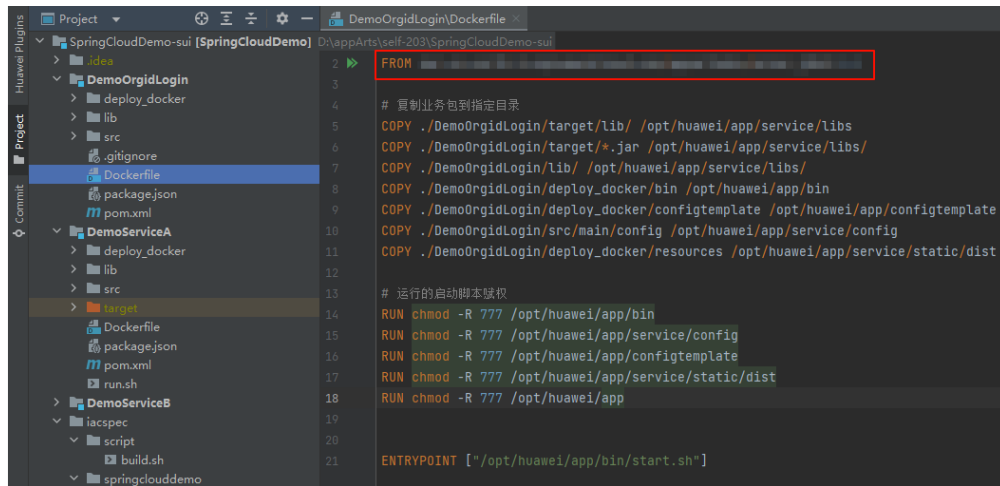 Project
DemoOrgidLogin\Dockerfile
Huawei Plugins
Project
Commit
SpringCloudDemo-sui [SpringCloudDemo] D:\appArts\self-203\SpringCloudDemo-sui
.idea
DemoOrgidLogin
deploy_docker
lib
src
.gitignore
Dockerfile
package.json
pom.xml
DemoServiceA
deploy_docker
lib
src
target
Dockerfile
package.json
pom.xml
run.sh
DemoServiceB
iacspec
script
build.sh
springclouddemo
2 FROM
3
4 # 复制业务包到指定目录
5 COPY ./DemoOrgidLogin/target/lib/ /opt/huawei/app/service/libs
6 COPY ./DemoOrgidLogin/target/*.jar /opt/huawei/app/service/libs/
7 COPY ./DemoOrgidLogin/lib/ /opt/huawei/app/service/libs/
8 COPY ./DemoOrgidLogin/deploy_docker/bin /opt/huawei/app/bin
9 COPY ./DemoOrgidLogin/deploy_docker/configtemplate /opt/huawei/app/configtemplate
10 COPY ./DemoOrgidLogin/src/main/config /opt/huawei/app/service/config
11 COPY ./DemoOrgidLogin/deploy_docker/resources /opt/huawei/app/service/static/dist
12
13 # 运行的启动脚本赋权
14 RUN chmod -R 777 /opt/huawei/app/bin
15 RUN chmod -R 777 /opt/huawei/app/service/config
16 RUN chmod -R 777 /opt/huawei/app/configtemplate
17 RUN chmod -R 777 /opt/huawei/app/service/static/dist
18 RUN chmod -R 777 /opt/huawei/app
19
20
21 ENTRYPOINT ["/opt/huawei/app/bin/start.sh"]